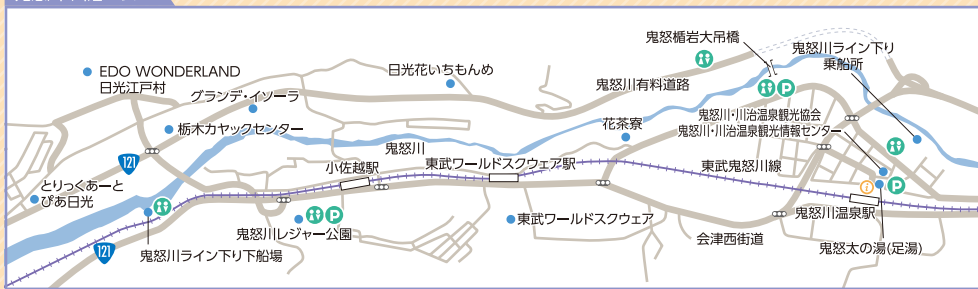 鬼怒楯岩大吊橋
鬼怒川ライン下り
乗船所
EDO WONDERLAND
日光江戸村
日光花いちもんめ
鬼怒川有料道路
グランデ・イソーラ
P
鬼怒川・川治温泉観光協会
鬼怒川・川治温泉観光情報センター
栃木カヤックセンター
花茶寮
鬼怒川
121
小佐越駅
東武ワールドスクウェア駅
東武鬼怒川線
とりっくあーと
ぴあ日光
i
P
P
鬼怒川温泉駅
鬼怒川レジャー公園
東武ワールドスクウェア
会津西街道
121
鬼怒川ライン下り下船場
鬼怒太の湯(足湯)